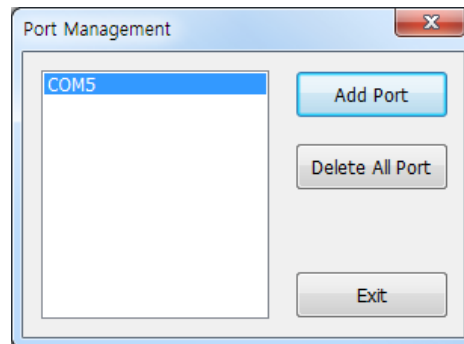 Port Management
COM5
Add Port
Delete All Port
Exit